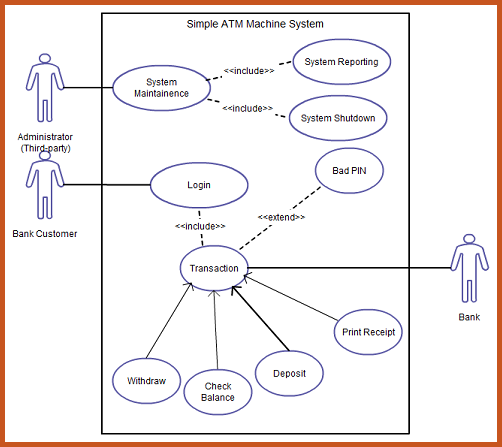 Simple ATM Machine System
System Reporting
<<include>>
System
Maintainence
<<include>>
System Shutdown
Administrator
(Third-party)
Bad PIN
Login
Bank Customer
<<include>>
<<extend>>
Transaction
Bank
Print Receipt
Withdraw
Check
Balance
Deposit